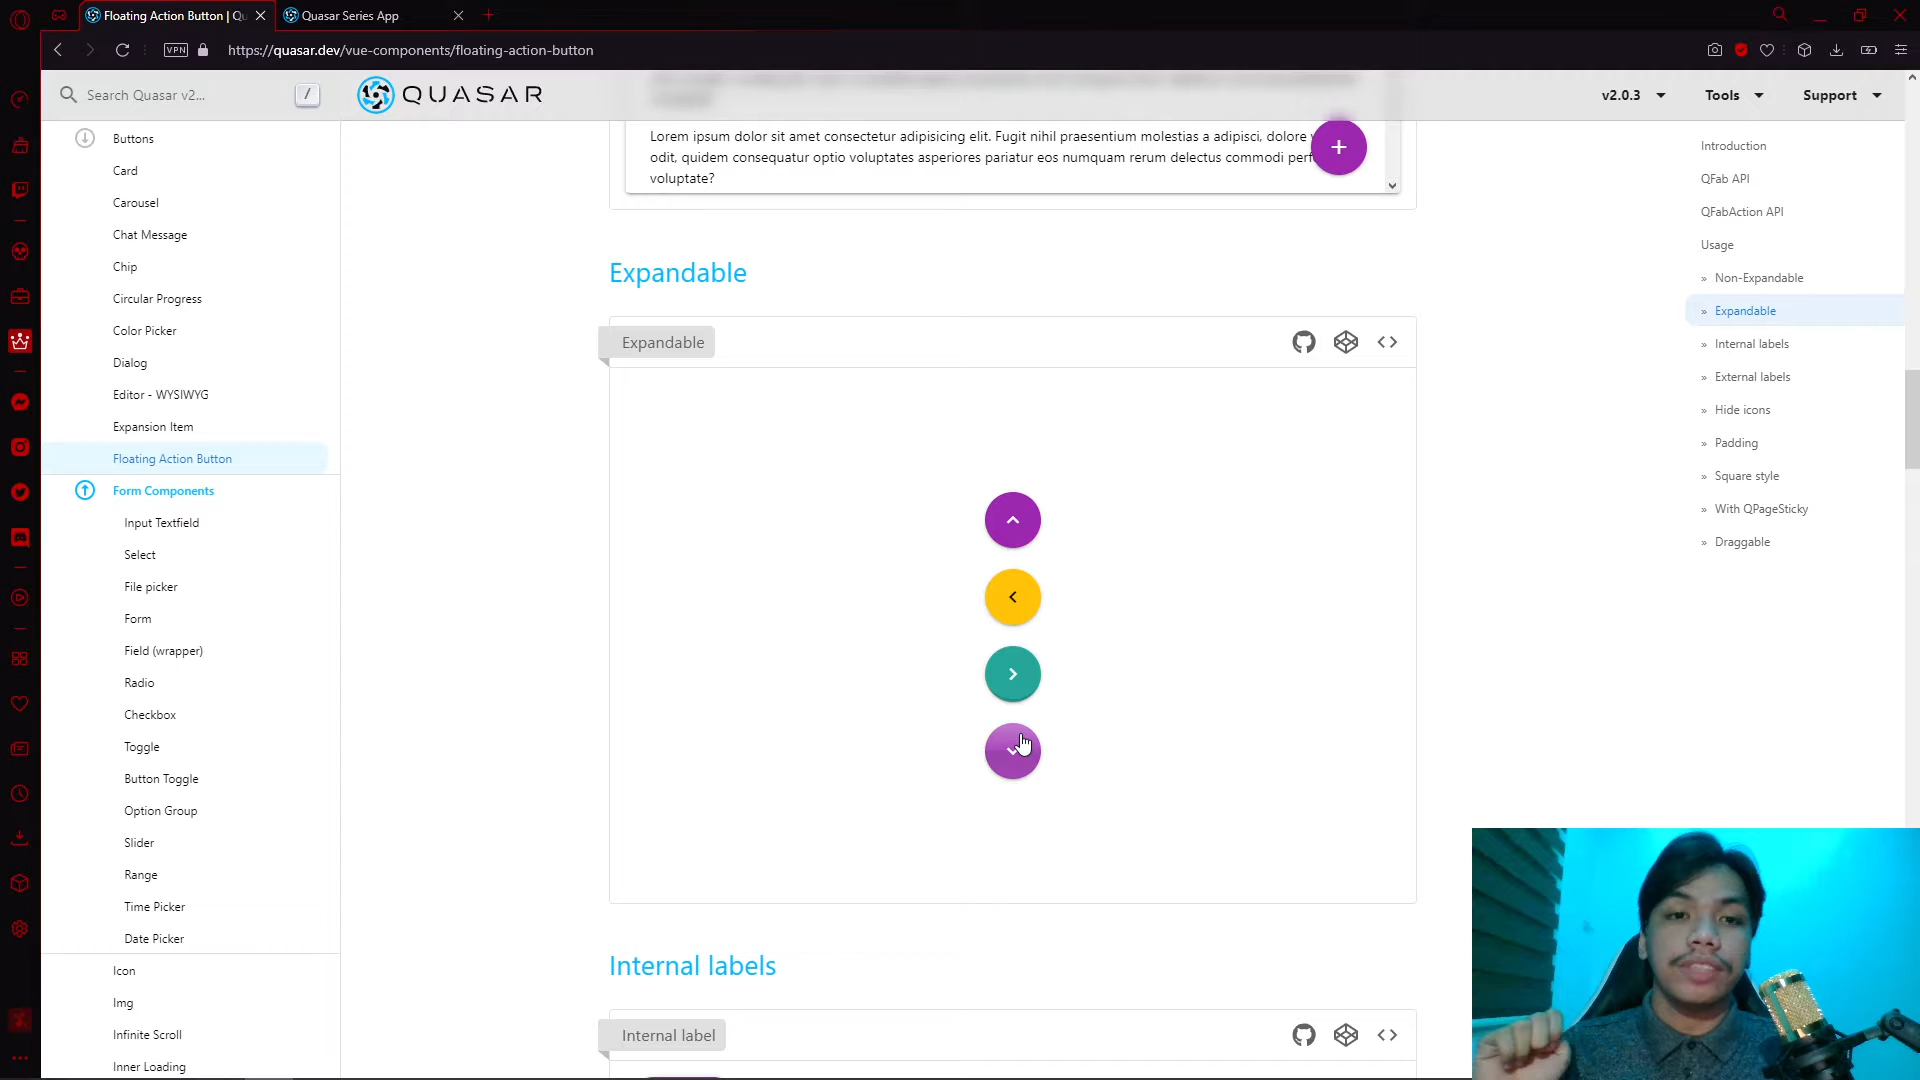 Floating Action Button | Qu
Quasar Series App
VPN
https://quasar.dev/vue-components/floating-action-button
Search Quasar v2...
/
QUASAR
v2.0.3
Tools
Support
Buttons
Card
Carousel
Chat Message
Chip
Circular Progress
Color Picker
Dialog
Editor - WYSIWYG
Expansion Item
Floating Action Button
Form Components
Input Textfield
Select
File picker
Form
Field (wrapper)
Radio
Checkbox
Toggle
Button Toggle
Option Group
Slider
Range
Time Picker
Date Picker
Icon
Img
Infinite Scroll
Inner Loading
Lorem ipsum dolor sit amet consectetur adipisicing elit. Fugit nihil praesentium molestias a adipisci, dolore
odit, quidem consequatur optio voluptates asperiores pariatur eos numquam rerum delectus commodi perf
voluptate?
Expandable
Expandable
Internal labels
Internal label
Introduction
QFab API
QFabAction API
Usage
» Non-Expandable
» Expandable
» Internal labels
» External labels
» Hide icons
» Padding
» Square style
» With QPageSticky
» Draggable